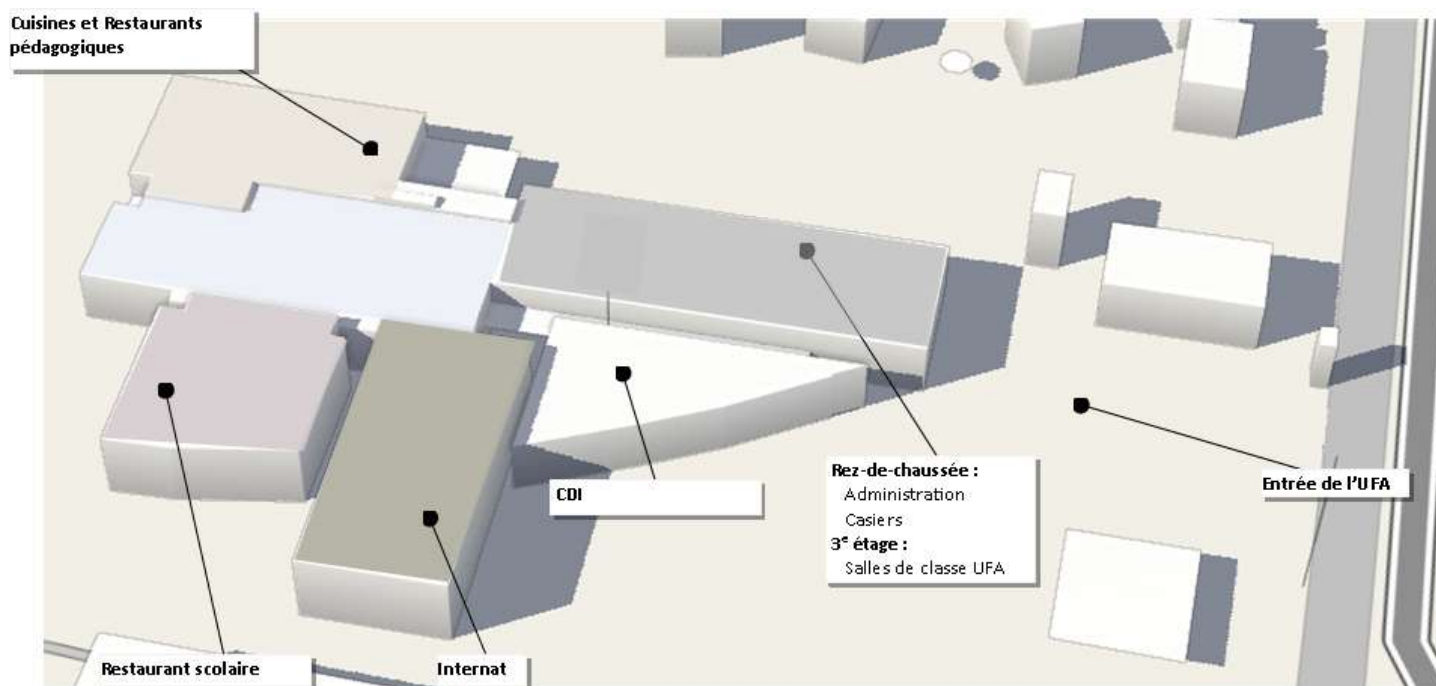 Cuisines et Restaurants
pédagogiques
CDI
Rez-de-chaussée :
Administration
Casiers
3e étage :
Salles de classe UFA
Entrée de l'UFA
Restaurant scolaire
Internat